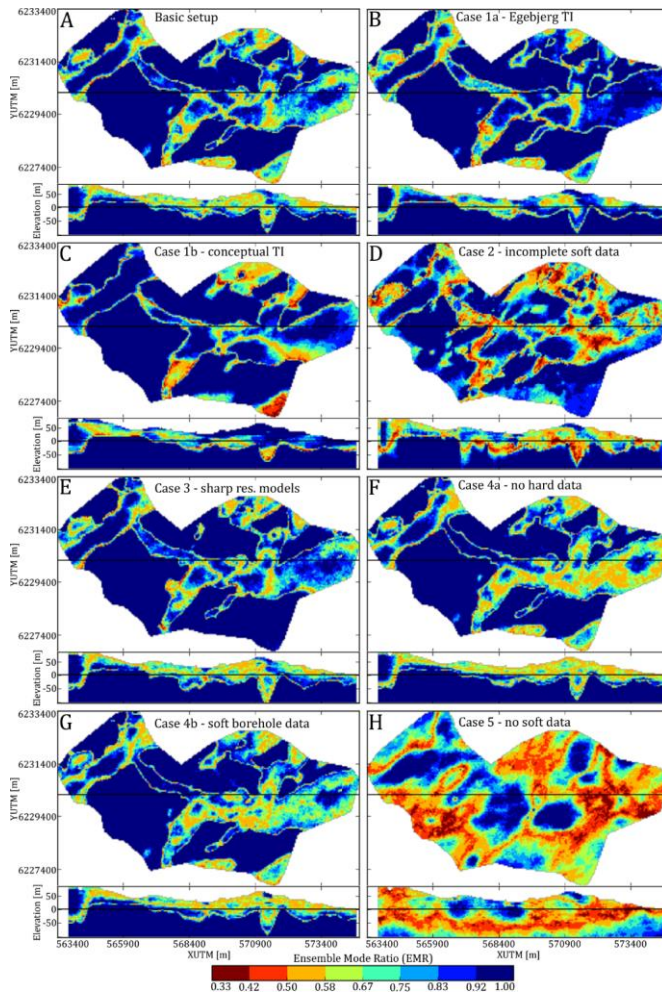 A Basic setup
B Case 1a - Egebjerg TI
6233400
6231400
6229400
6227400
YUTM [m]
50
0
-50
Elevation [m]
C Case 1b - conceptual TI
D Case 2 - incomplete soft data
6233400
6231400
6229400
6227400
YUTM [m]
50
0
-50
Elevation [m]
E Case 3 - sharp res. models
F Case 4a - no hard data
6233400
6231400
6229400
6227400
YUTM [m]
50
0
-50
Elevation [m]
G Case 4b - soft borehole data
H Case 5 - no soft data
6233400
6231400
6229400
6227400
YUTM [m]
50
0
-50
Elevation [m]
563400 565900 568400 570900 573400 563400 565900 568400 570900 573400
XUTM [m] XUTM [m]
Ensemble Mode Ratio (EMR)
0.33 0.42 0.50 0.58 0.67 0.75 0.83 0.92 1.00